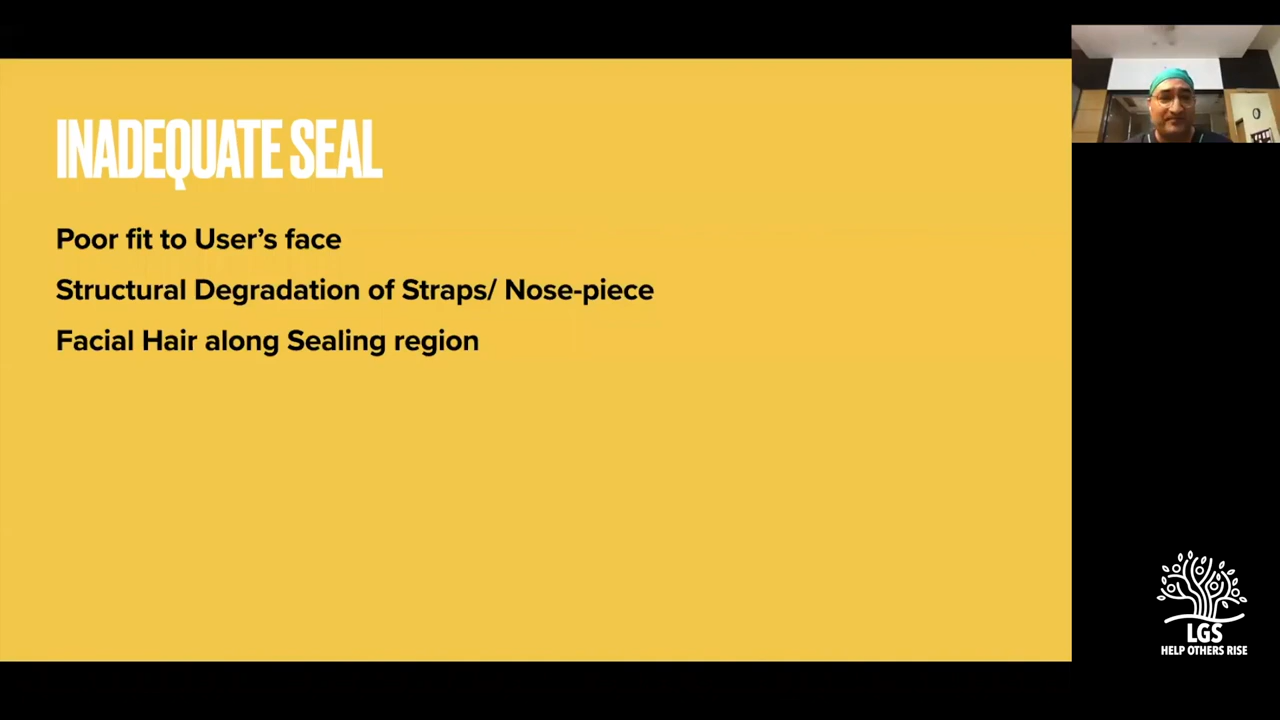 INADEQUATE SEAL
Poor fit to User’s face
Structural Degradation of Straps/ Nose-piece
Facial Hair along Sealing region
LGS
HELP OTHERS RISE